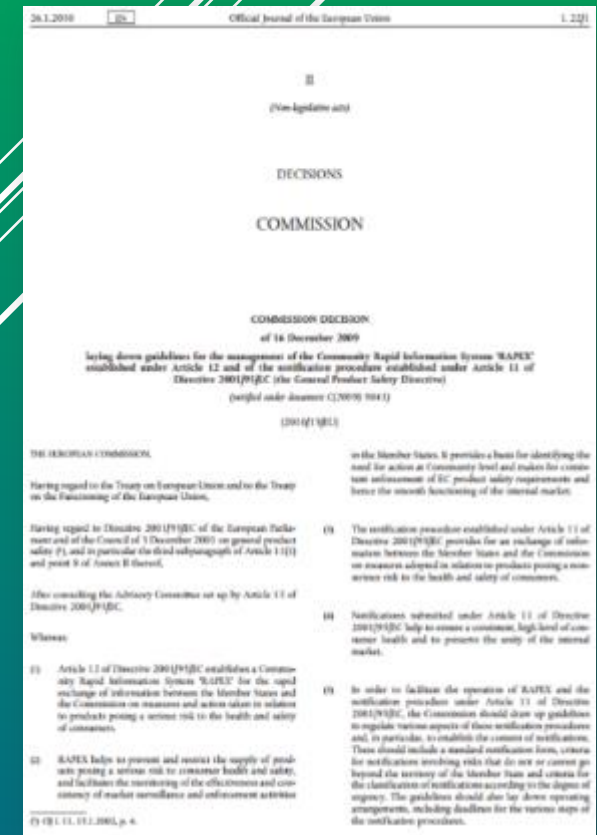 26.1.2010 EN Official Journal of the European Union L 22/1
II
(Non-legislative acts)
DECISIONS
COMMISSION
COMMISSION DECISION
of 16 December 2009
laying down guidelines for the management of the Community Rapid Information System ‘RAPEX’
established under Article 12 and of the notification procedure established under Article 11 of
Directive 2001/95/EC (the General Product Safety Directive)
(notified under document C(2009) 9843)
(2010/15/EU)
THE EUROPEAN COMMISSION,
Having regard to the Treaty on European Union and to the Treaty
on the Functioning of the European Union,
Having regard to Directive 2001/95/EC of the European Parlia-
ment and of the Council of 3 December 2001 on general product
safety (1), and in particular the third subparagraph of Article 11(1)
and point 8 of Annex II thereof,
After consulting the Advisory Committee set up by Article 15 of
Directive 2001/95/EC,
Whereas:
(1) Article 12 of Directive 2001/95/EC establishes a Commu-
nity Rapid Information System ‘RAPEX’ for the rapid
exchange of information between the Member States and
the Commission on measures and action taken in relation
to products posing a serious risk to the health and safety
of consumers.
(2) RAPEX helps to prevent and restrict the supply of prod-
ucts posing a serious risk to consumer health and safety,
and facilitates the monitoring of the effectiveness and con-
sistency of market surveillance and enforcement activities
(1) OJ L 11, 15.1.2002, p. 4.
in the Member States. It provides a basis for identifying the
need for action at Community level and makes for consis-
tent enforcement of EC product safety requirements and
hence the smooth functioning of the internal market.
(3) The notification procedure established under Article 11 of
Directive 2001/95/EC provides for an exchange of infor-
mation between the Member States and the Commission
on measures adopted in relation to products posing a non-
serious risk to the health and safety of consumers.
(4) Notifications submitted under Article 11 of Directive
2001/95/EC help to ensure a consistent, high level of con-
sumer health and to preserve the unity of the internal
market.
(5) In order to facilitate the operation of RAPEX and the
notification procedure under Article 11 of Directive
2001/95/EC, the Commission should draw up guidelines
to regulate various aspects of these notification procedures
and, in particular, to establish the content of notifications.
These should include a standard notification form, criteria
for notifications involving risks that do not or cannot go
beyond the territory of the Member State and criteria for
the classification of notifications according to the degree of
urgency. The guidelines should also lay down operating
arrangements, including deadlines for the various steps of
the notification procedures.